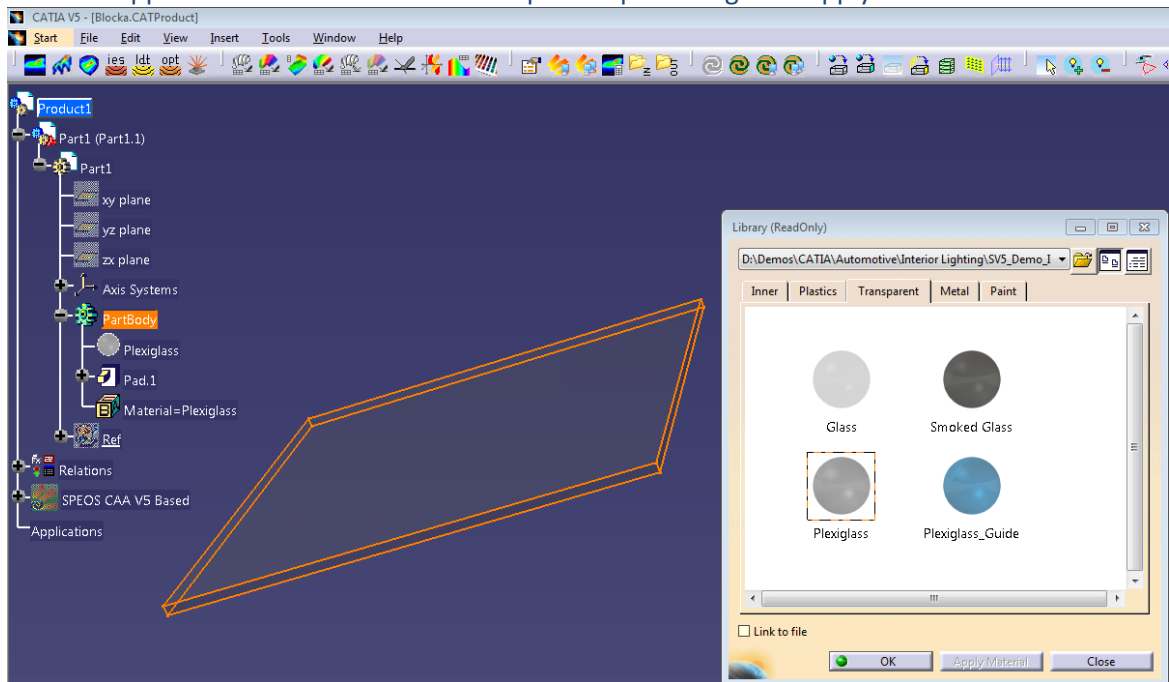 CATIA V5 - [Blocka.CATProduct]
Start File Edit View Insert Tools Window Help
ies ldt opt
Product1
Part1 (Part1.1)
Part1
xy plane
yz plane
zx plane
Axis Systems
PartBody
Plexiglass
Pad.1
Material=Plexiglass
Ref
Relations
SPEOS CAA V5 Based
Applications
Library (ReadOnly)
D:\Demos\CATIA\Automotive\Interior Lighting\SV5_Demo_I
Inner Plastics Transparent Metal Paint
Glass Smoked Glass
Plexiglass Plexiglass_Guide
Link to file
OK Apply Material Close